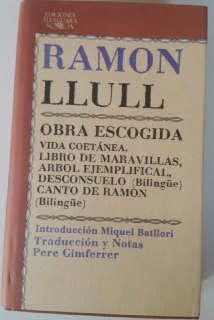 EDICIONES
ALFAGUARA
RAMON
LLULL
OBRA ESCOGIDA
VIDA COETÁNEA.
LIBRO DE MARAVILLAS,
ARBOL EJEMPLIFICAL,
DESCONSUELO (Bilingüe)
CANTO DE RAMÓN
(Bilingüe)
Introducción Miquel Batllori
Traducción y Notas
Pere Gimferrer